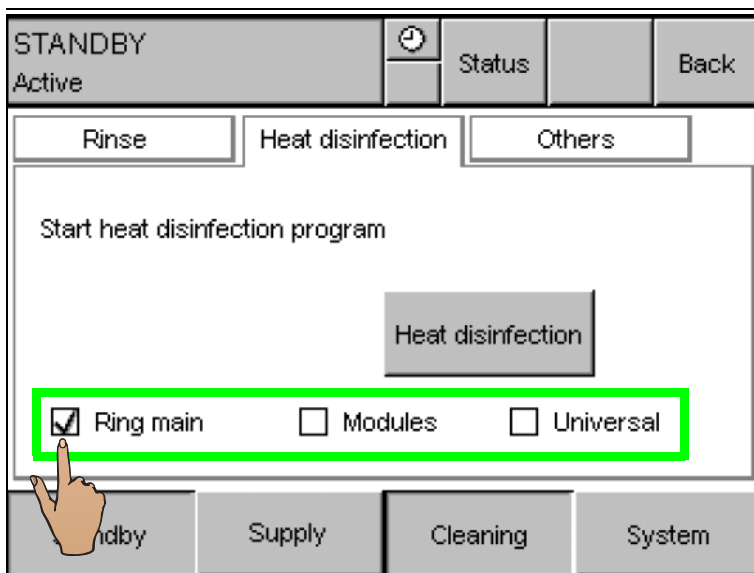 STANDBY
Active
Status
Back
Rinse
Heat disinfection
Others
Start heat disinfection program
Heat disinfection
Ring main
Modules
Universal
ndby
Supply
Cleaning
System